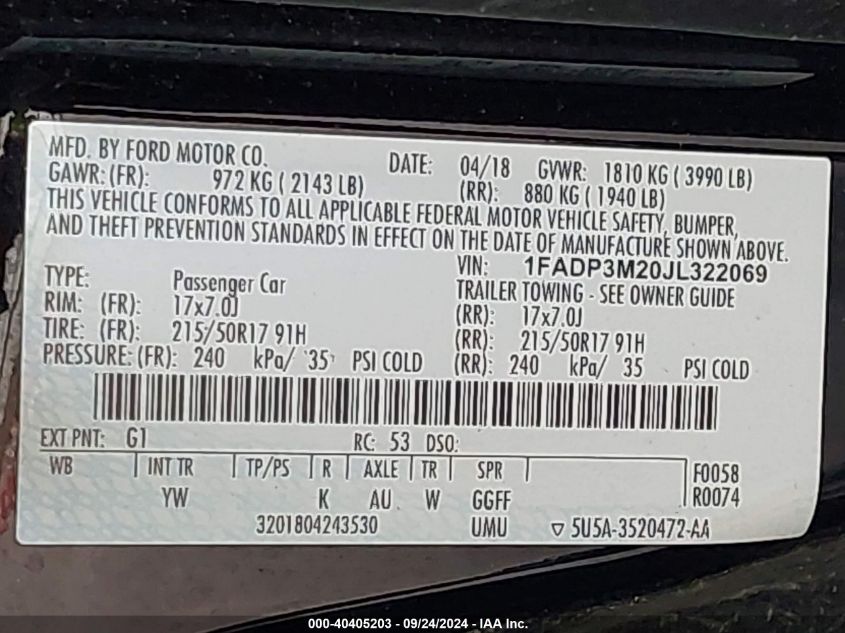 MFD. BY FORD MOTOR CO. DATE: 04/18 GVWR: 1810 KG ( 3990 LB)
GAWR: (FR): 972 KG ( 2143 LB) (RR): 880 KG ( 1940 LB)
THIS VEHICLE CONFORMS TO ALL APPLICABLE FEDERAL MOTOR VEHICLE SAFETY, BUMPER,
AND THEFT PREVENTION STANDARDS IN EFFECT ON THE DATE OF MANUFACTURE SHOWN ABOVE.
VIN: 1FADP3M20JL322069
TYPE: Passenger Car TRAILER TOWING - SEE OWNER GUIDE
RIM: (FR): 17x7.0J (RR): 17x7.0J
TIRE: (FR): 215/50R17 91H (RR): 215/50R17 91H
PRESSURE: (FR): 240 kPa/ 35 PSI COLD (RR): 240 kPa/ 35 PSI COLD
EXT PNT: G1 RC: 53 DSO:
WB INT TR TP/PS R AXLE TR SPR F0058
YW K AU W GGFF R0074
3201804243530 UMU ▽ 5U5A-3520472-AA
000-40405203 - 09/24/2024 - IAA Inc.